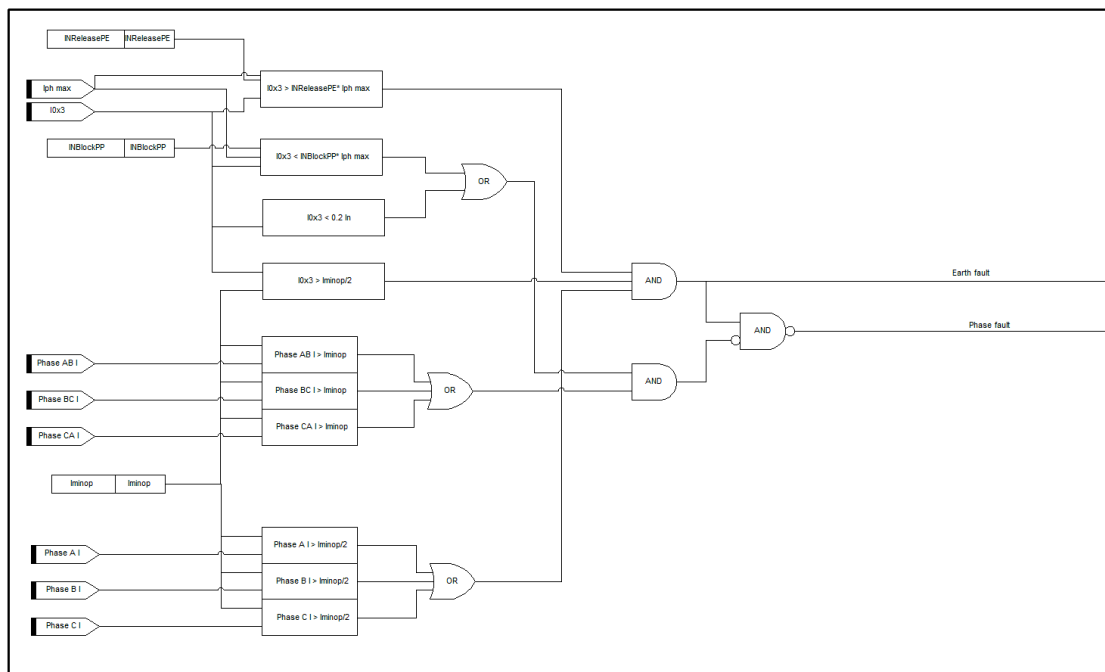 INReleasePE INReleasePE
Iph max
I0x3
I0x3 > INReleasePE* Iph max
INBlockPP INBlockPP
I0x3 < INBlockPP* Iph max
OR
I0x3 < 0.2 In
I0x3 > Iminop/2
AND
Earth fault
AND
Phase fault
Phase AB I
Phase AB I > Iminop
Phase BC I
Phase BC I > Iminop
OR
AND
Phase CA I
Phase CA I > Iminop
Iminop Iminop
Phase A I
Phase A I > Iminop/2
Phase B I
Phase B I > Iminop/2
OR
Phase C I
Phase C I > Iminop/2